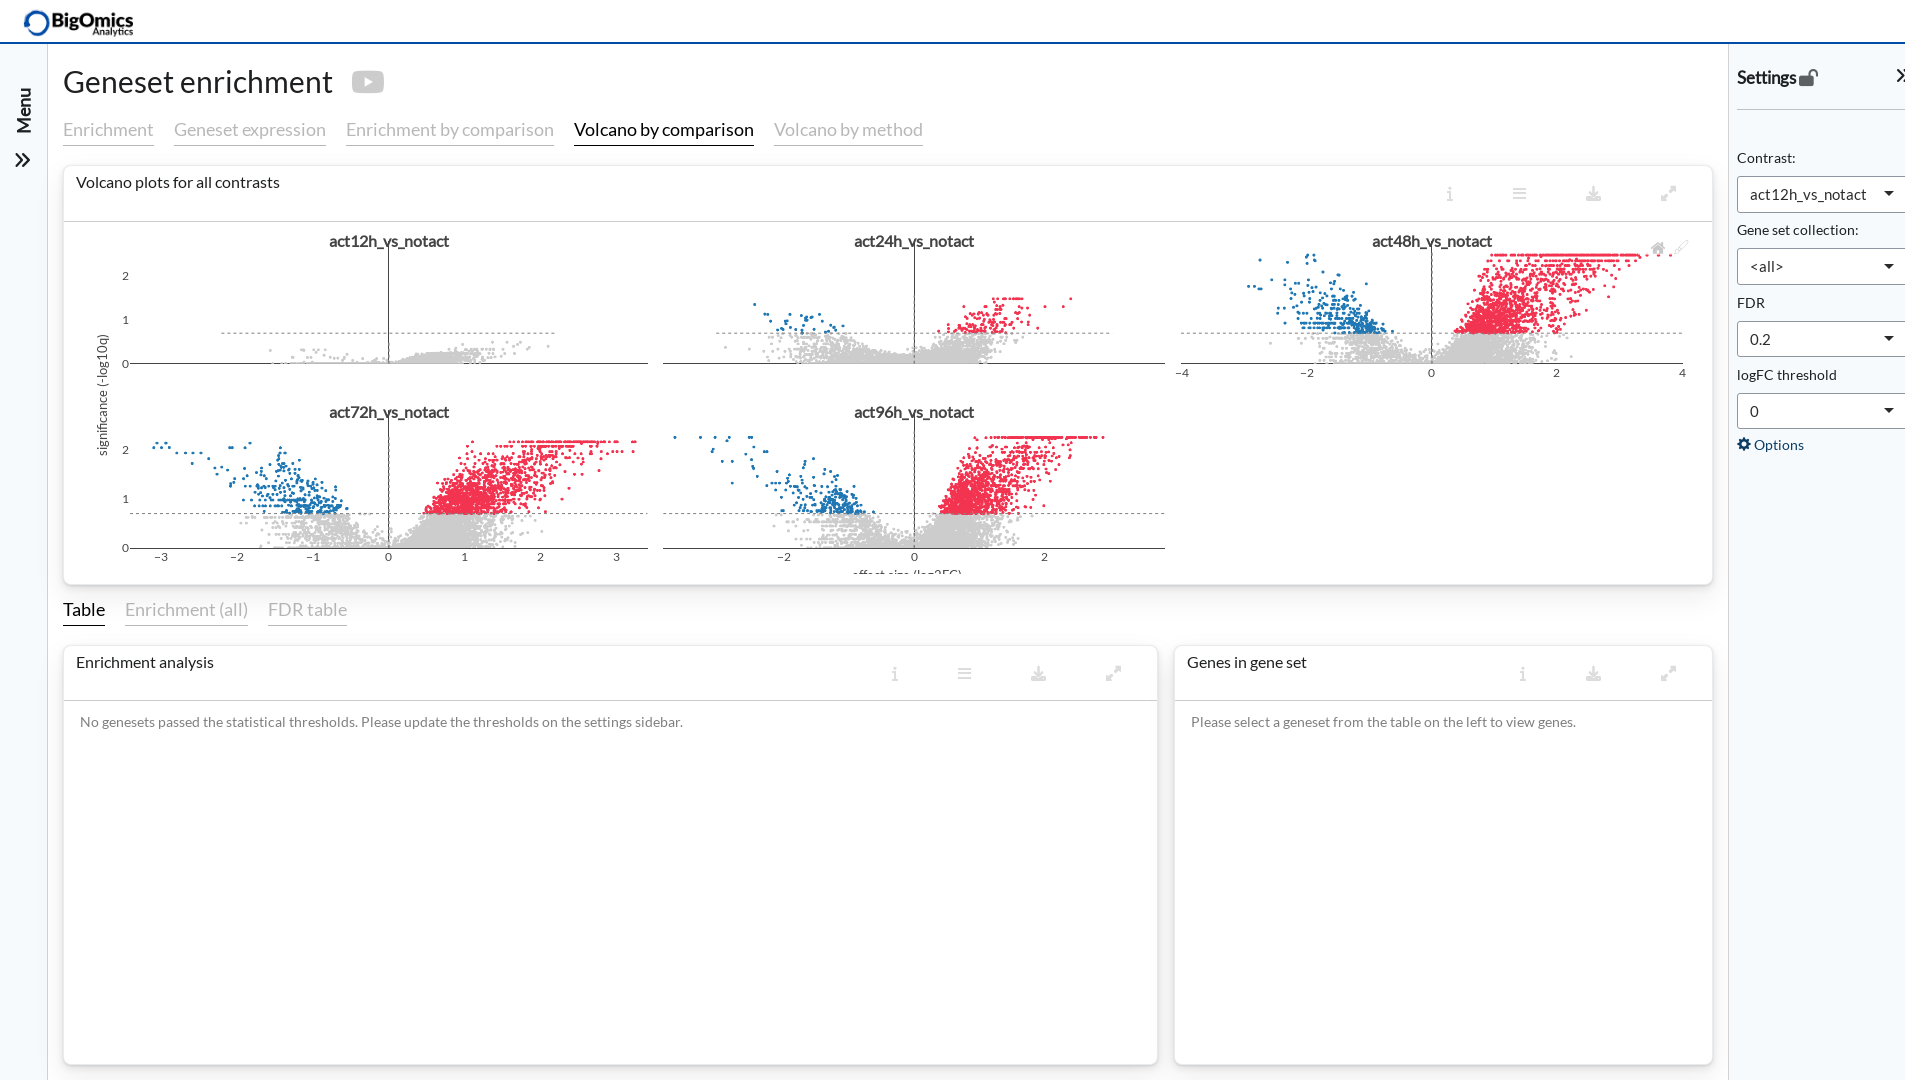 BigOmics
Analytics
Menu
Geneset enrichment
Enrichment
Geneset expression
Enrichment by comparison
Volcano by comparison
Volcano by method
Volcano plots for all contrasts
act12h_vs_notact
act24h_vs_notact
act48h_vs_notact
2
1
0
−4
−2
0
2
4
significance (-log10q)
act72h_vs_notact
act96h_vs_notact
2
1
0
−3
−2
−1
0
1
2
3
−2
0
2
effect size (log2FC)
Table
Enrichment (all)
FDR table
Enrichment analysis
No genesets passed the statistical thresholds. Please update the thresholds on the settings sidebar.
Genes in gene set
Please select a geneset from the table on the left to view genes.
Settings
Contrast:
act12h_vs_notact
Gene set collection:
<all>
FDR
0.2
logFC threshold
0
Options